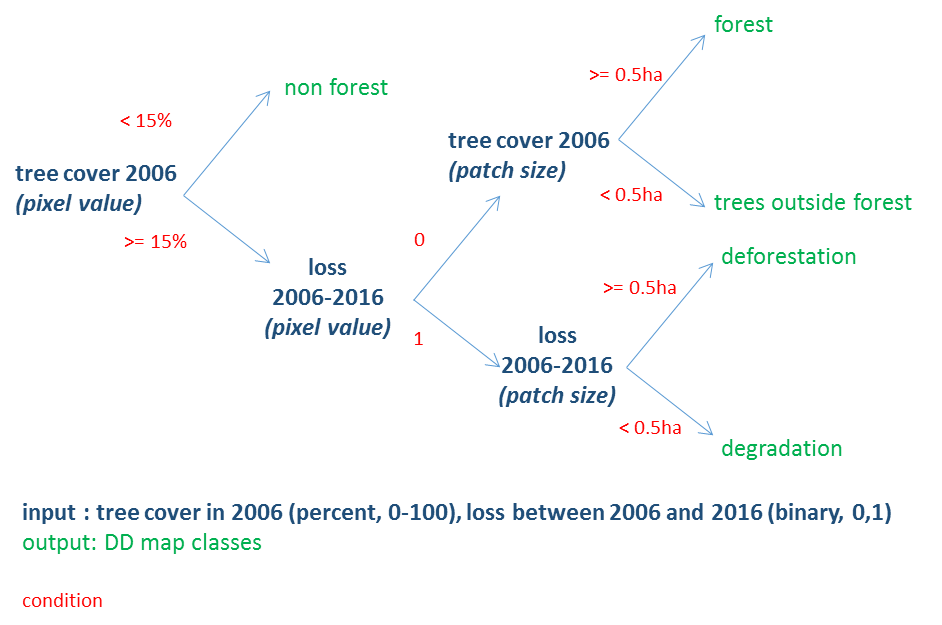 forest
>= 0.5ha
non forest
< 15%
tree cover 2006
(patch size)
tree cover 2006
(pixel value)
< 0.5ha
trees outside forest
>= 15%
0
deforestation
loss
2006-2016
(pixel value)
>= 0.5ha
1
loss
2006-2016
(patch size)
< 0.5ha
degradation
input : tree cover in 2006 (percent, 0-100), loss between 2006 and 2016 (binary, 0,1)
output: DD map classes
condition